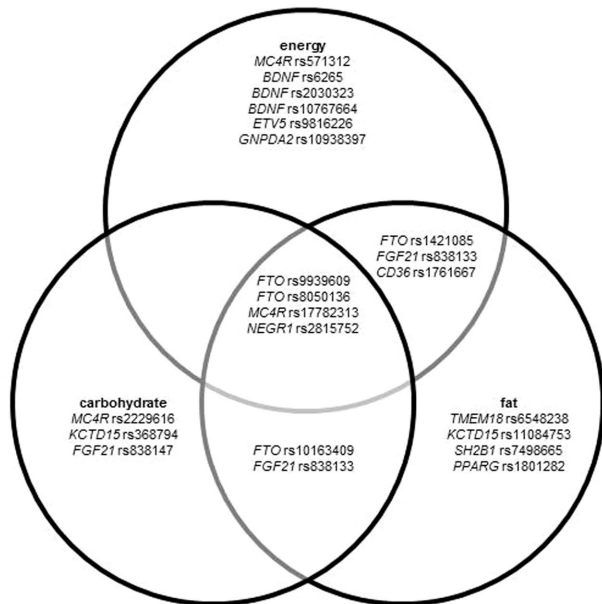 energy
MC4R rs571312
BDNF rs6265
BDNF rs2030323
BDNF rs10767664
ETV5 rs9816226
GNPDA2 rs10938397
FTO rs1421085
FGF21 rs838133
CD36 rs1761667
FTO rs9939609
FTO rs8050136
MC4R rs17782313
NEGR1 rs2815752
carbohydrate
MC4R rs2229616
KCTD15 rs368794
FGF21 rs838147
fat
TMEM18 rs6548238
KCTD15 rs11084753
SH2B1 rs7498665
PPARG rs1801282
FTO rs10163409
FGF21 rs838133